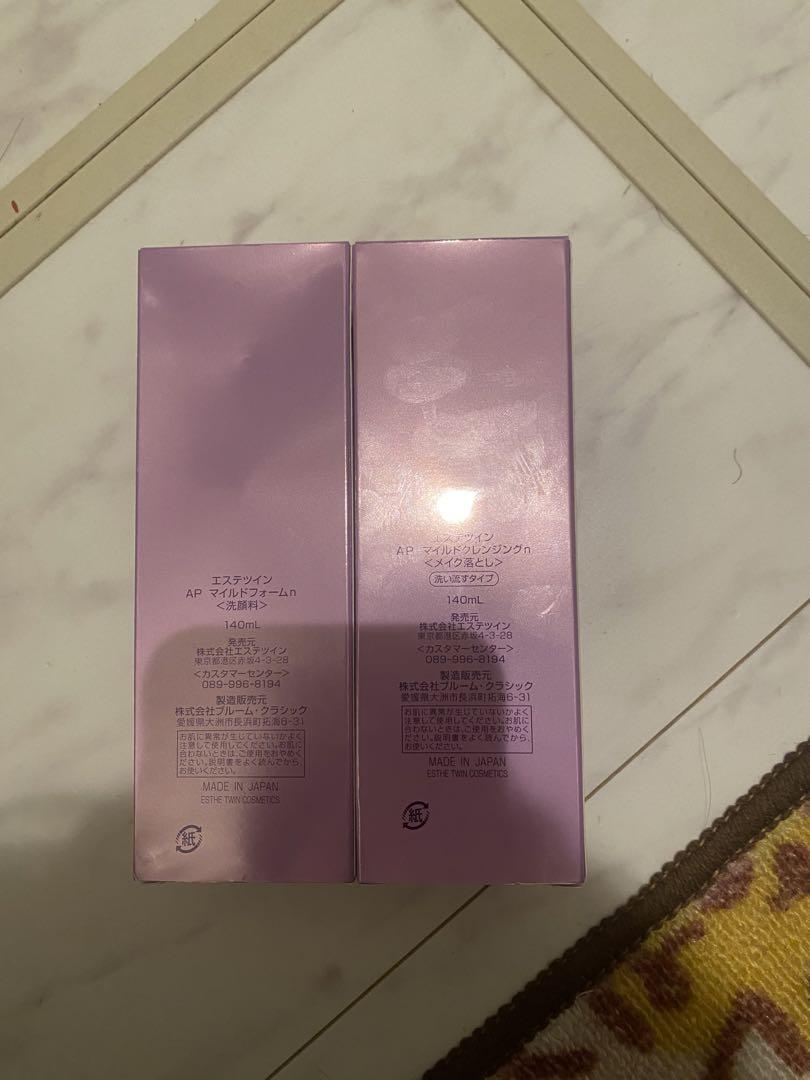 エステツイン
AP マイルドフォームn
＜洗顔料＞
140mL
発売元
株式会社エステツイン
東京都港区赤坂4-3-28
＜カスタマーセンター＞
089-996-8194
製造販売元
株式会社ブルーム・クラシック
愛媛県大洲市長浜町拓海6-31
お肌に異常が生じていないかよく
注意して使用してください。お肌に
合わないときは、ご使用をおやめく
ださい。説明書をよく読んでから、
お使いください。
MADE IN JAPAN
ESTHE TWIN COSMETICS
紙
エステツイン
AP マイルドクレンジングn
＜メイク落とし＞
洗い流すタイプ
140mL
発売元
株式会社エステツイン
東京都港区赤坂4-3-28
＜カスタマーセンター＞
089-996-8194
製造販売元
株式会社ブルーム・クラシック
愛媛県大洲市長浜町拓海6-31
お肌に異常が生じていないかよく
注意して使用してください。お肌に
合わないときは、ご使用をおやめく
ださい。説明書をよく読んでから、
お使いください。
MADE IN JAPAN
ESTHE TWIN COSMETICS
紙